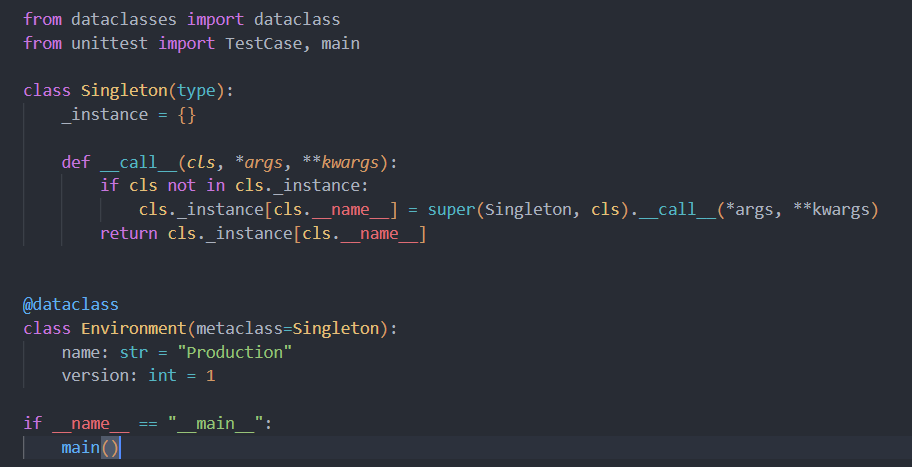 from dataclasses import dataclass
from unittest import TestCase, main
class Singleton(type):
    _instance = {}
    def __call__(cls, *args, **kwargs):
        if cls not in cls._instance:
            cls._instance[cls.__name__] = super(Singleton, cls).__call__(*args, **kwargs)
        return cls._instance[cls.__name__]
@dataclass
class Environment(metaclass=Singleton):
    name: str = "Production"
    version: int = 1
if __name__ == "__main__":
    main()